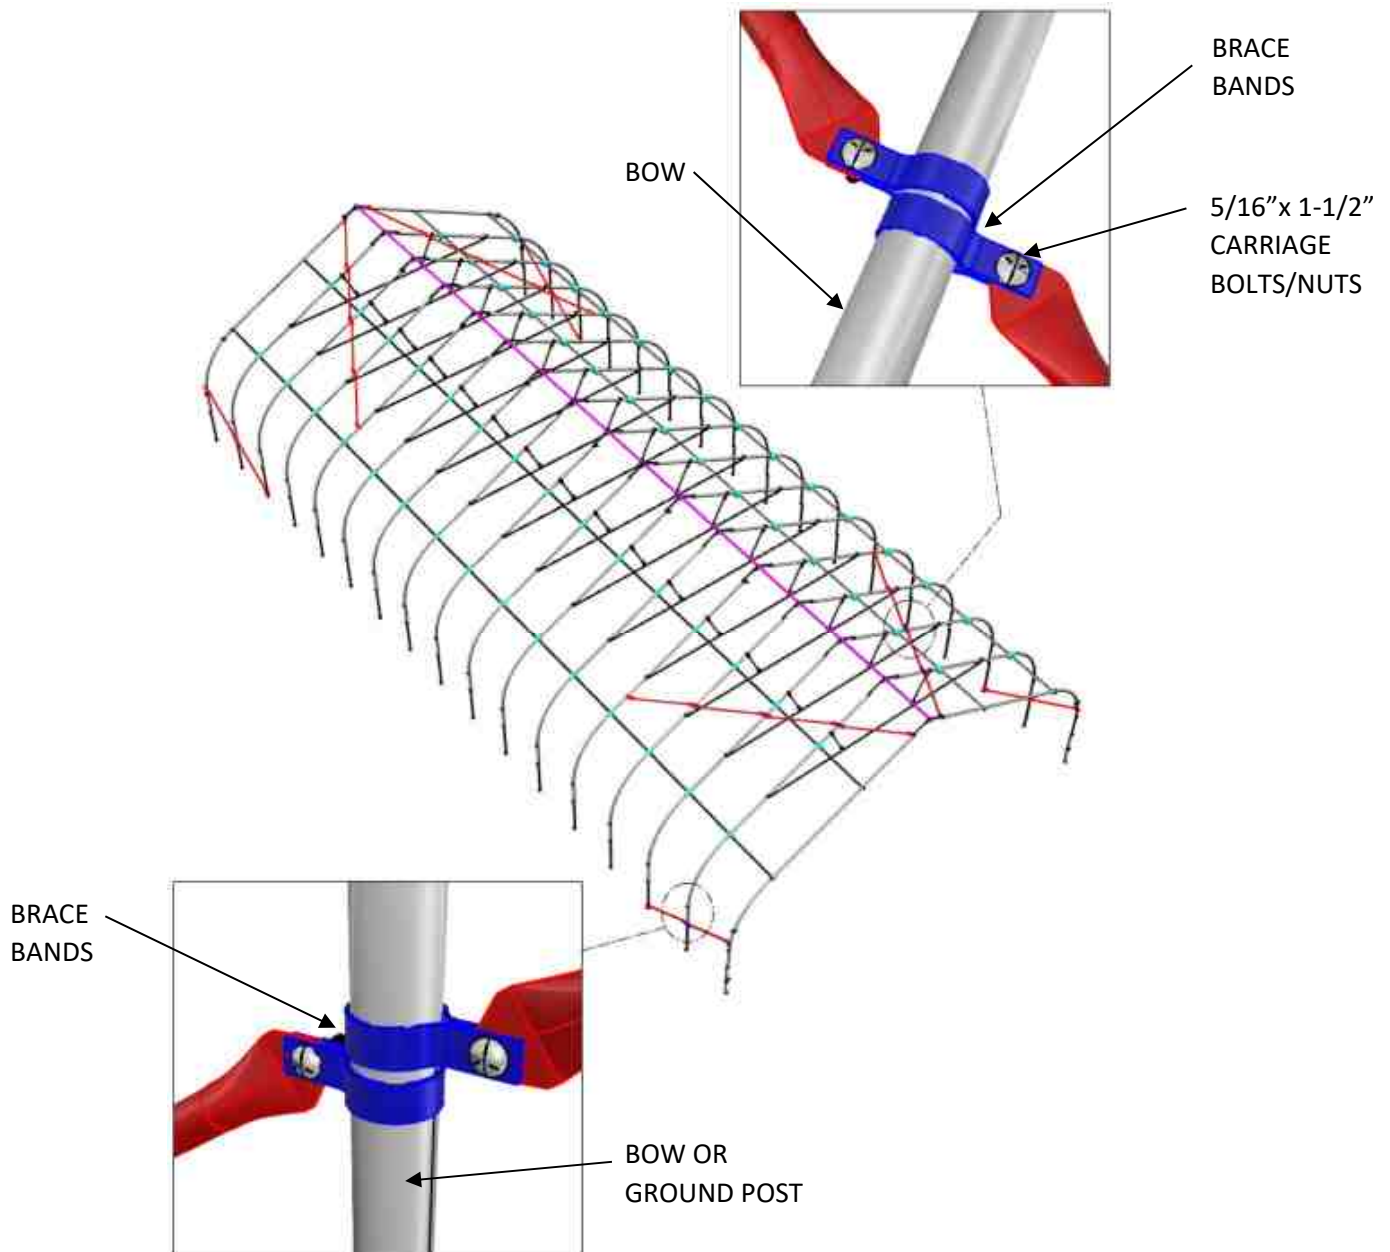 BRACE
BANDS
BOW
5/16”x 1-1/2”
CARRIAGE
BOLTS/NUTS
BRACE
BANDS
BOW OR
GROUND POST